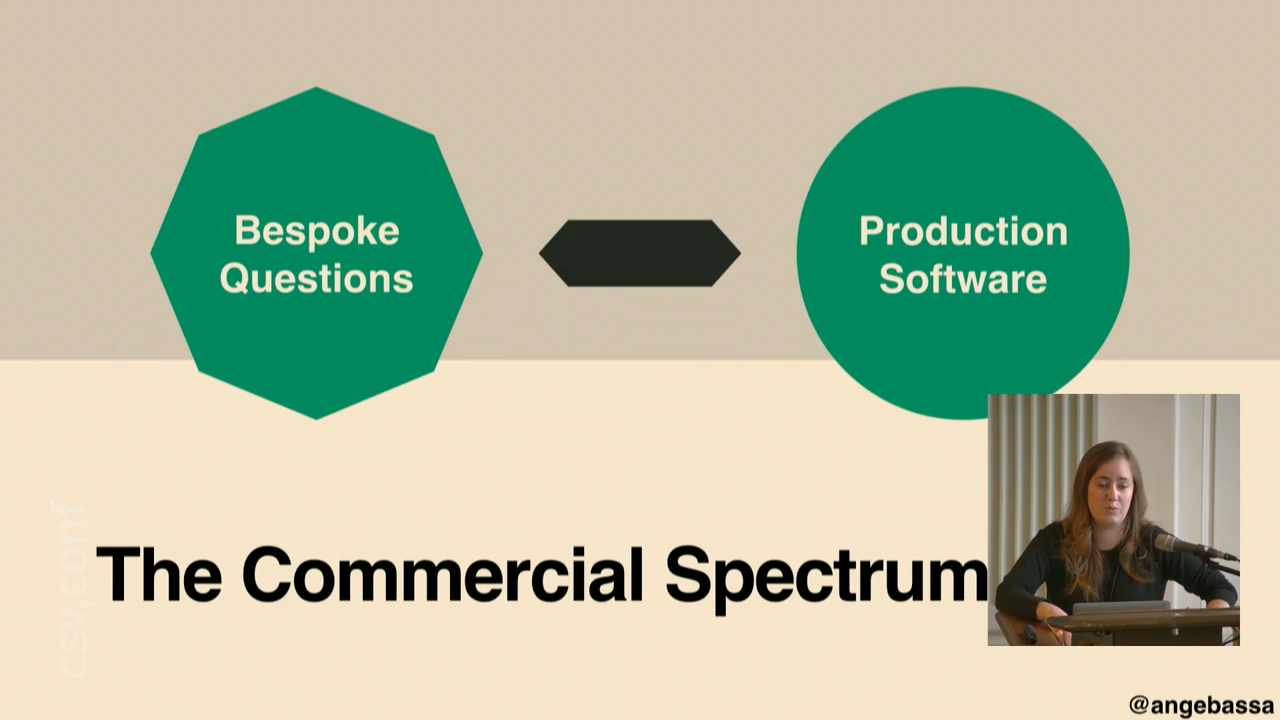 Bespoke
Questions
Production
Software
The Commercial Spectrum
csv,conf
@angebassa